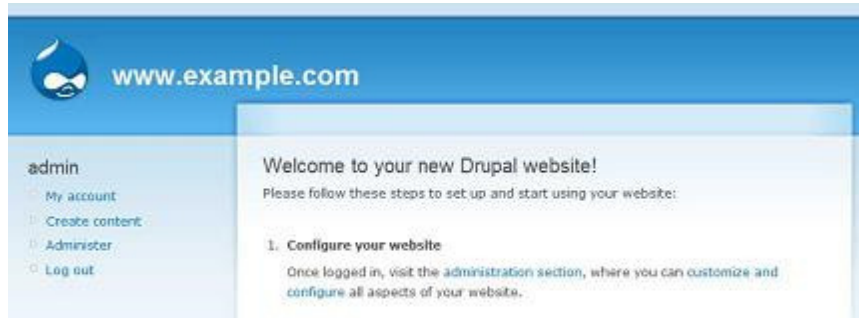 www.example.com
admin
My account
Create content
Administer
Log out
Welcome to your new Drupal website!
Please follow these steps to set up and start using your website:
1. Configure your website
Once logged in, visit the administration section, where you can customize and
configure all aspects of your website.